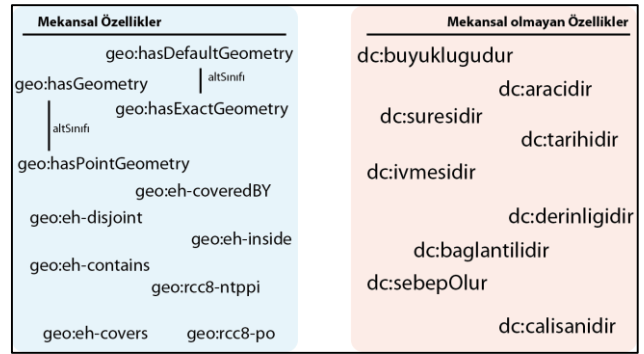 Mekansal Özellikler
geo:hasDefaultGeometry
altSınıfı
geo:hasGeometry
geo:hasExactGeometry
altSınıfı
geo:hasPointGeometry
geo:eh-coveredBY
geo:eh-disjoint
geo:eh-inside
geo:eh-contains
geo:rcc8-ntppi
geo:eh-covers geo:rcc8-po
Mekansal olmayan Özellikler
dc:buyuklugudur
dc:aracidir
dc:suresidir
dc:tarihidir
dc:ivmesidir
dc:derinligidir
dc:baglantilidir
dc:sebepOlur
dc:calisanidir